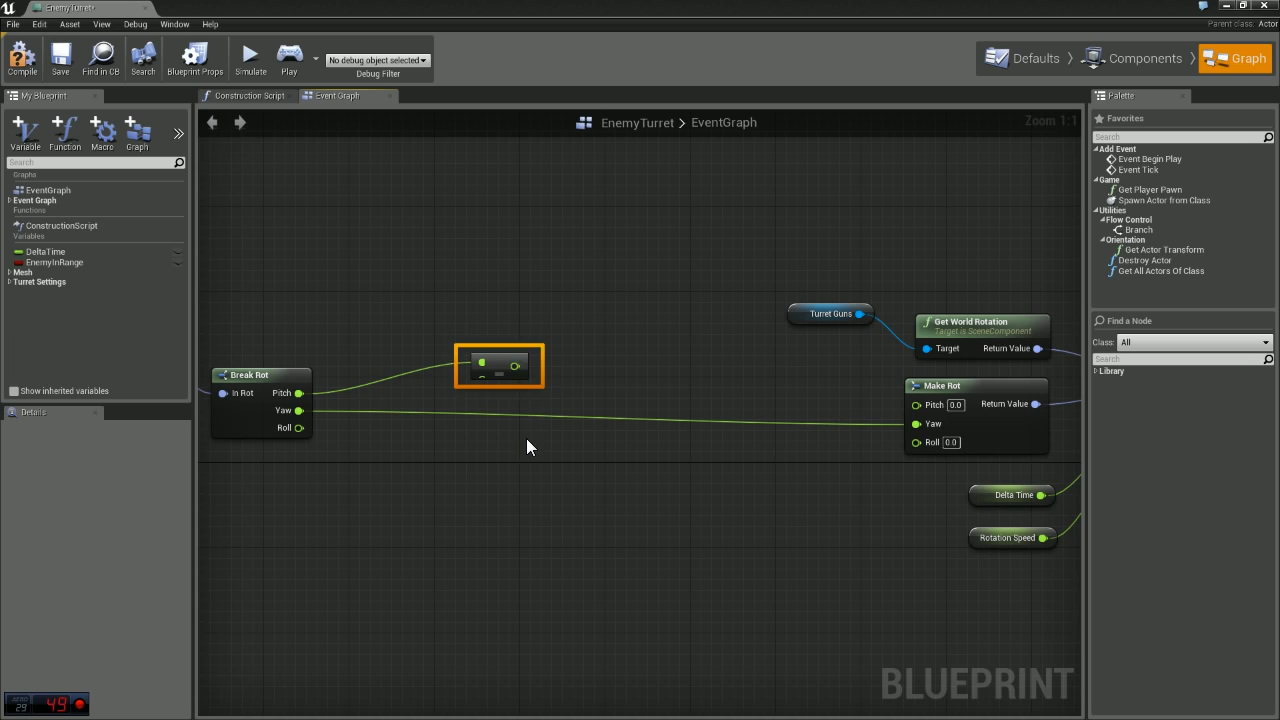 EnemyTurret*
File Edit Asset View Debug Window Help
Parent class: Actor
Compile Save Find in CB Search Blueprint Props Simulate Play
No debug object selected
Debug Filter
Defaults Components Graph
My Blueprint
Construction Script Event Graph
Palette
Variable Function Macro Graph
Search
Graphs
EventGraph
Event Graph
Functions
ConstructionScript
Variables
DeltaTime
EnemyInRange
Mesh
Turret Settings
Show inherited variables
Details
EnemyTurret > EventGraph
Zoom 1:1
Break Rot
In Rot Pitch
Yaw
Roll
Turret Guns
Get World Rotation
Target is SceneComponent
Target Return Value
Make Rot
Pitch 0.0 Return Value
Yaw
Roll 0.0
Delta Time
Rotation Speed
BLUEPRINT
Favorites
Search
Add Event
Event Begin Play
Event Tick
Game
Get Player Pawn
Spawn Actor from Class
Utilities
Flow Control
Branch
Orientation
Get Actor Transform
Destroy Actor
Get All Actors Of Class
Find a Node
Class: All
Search
Library
29
49